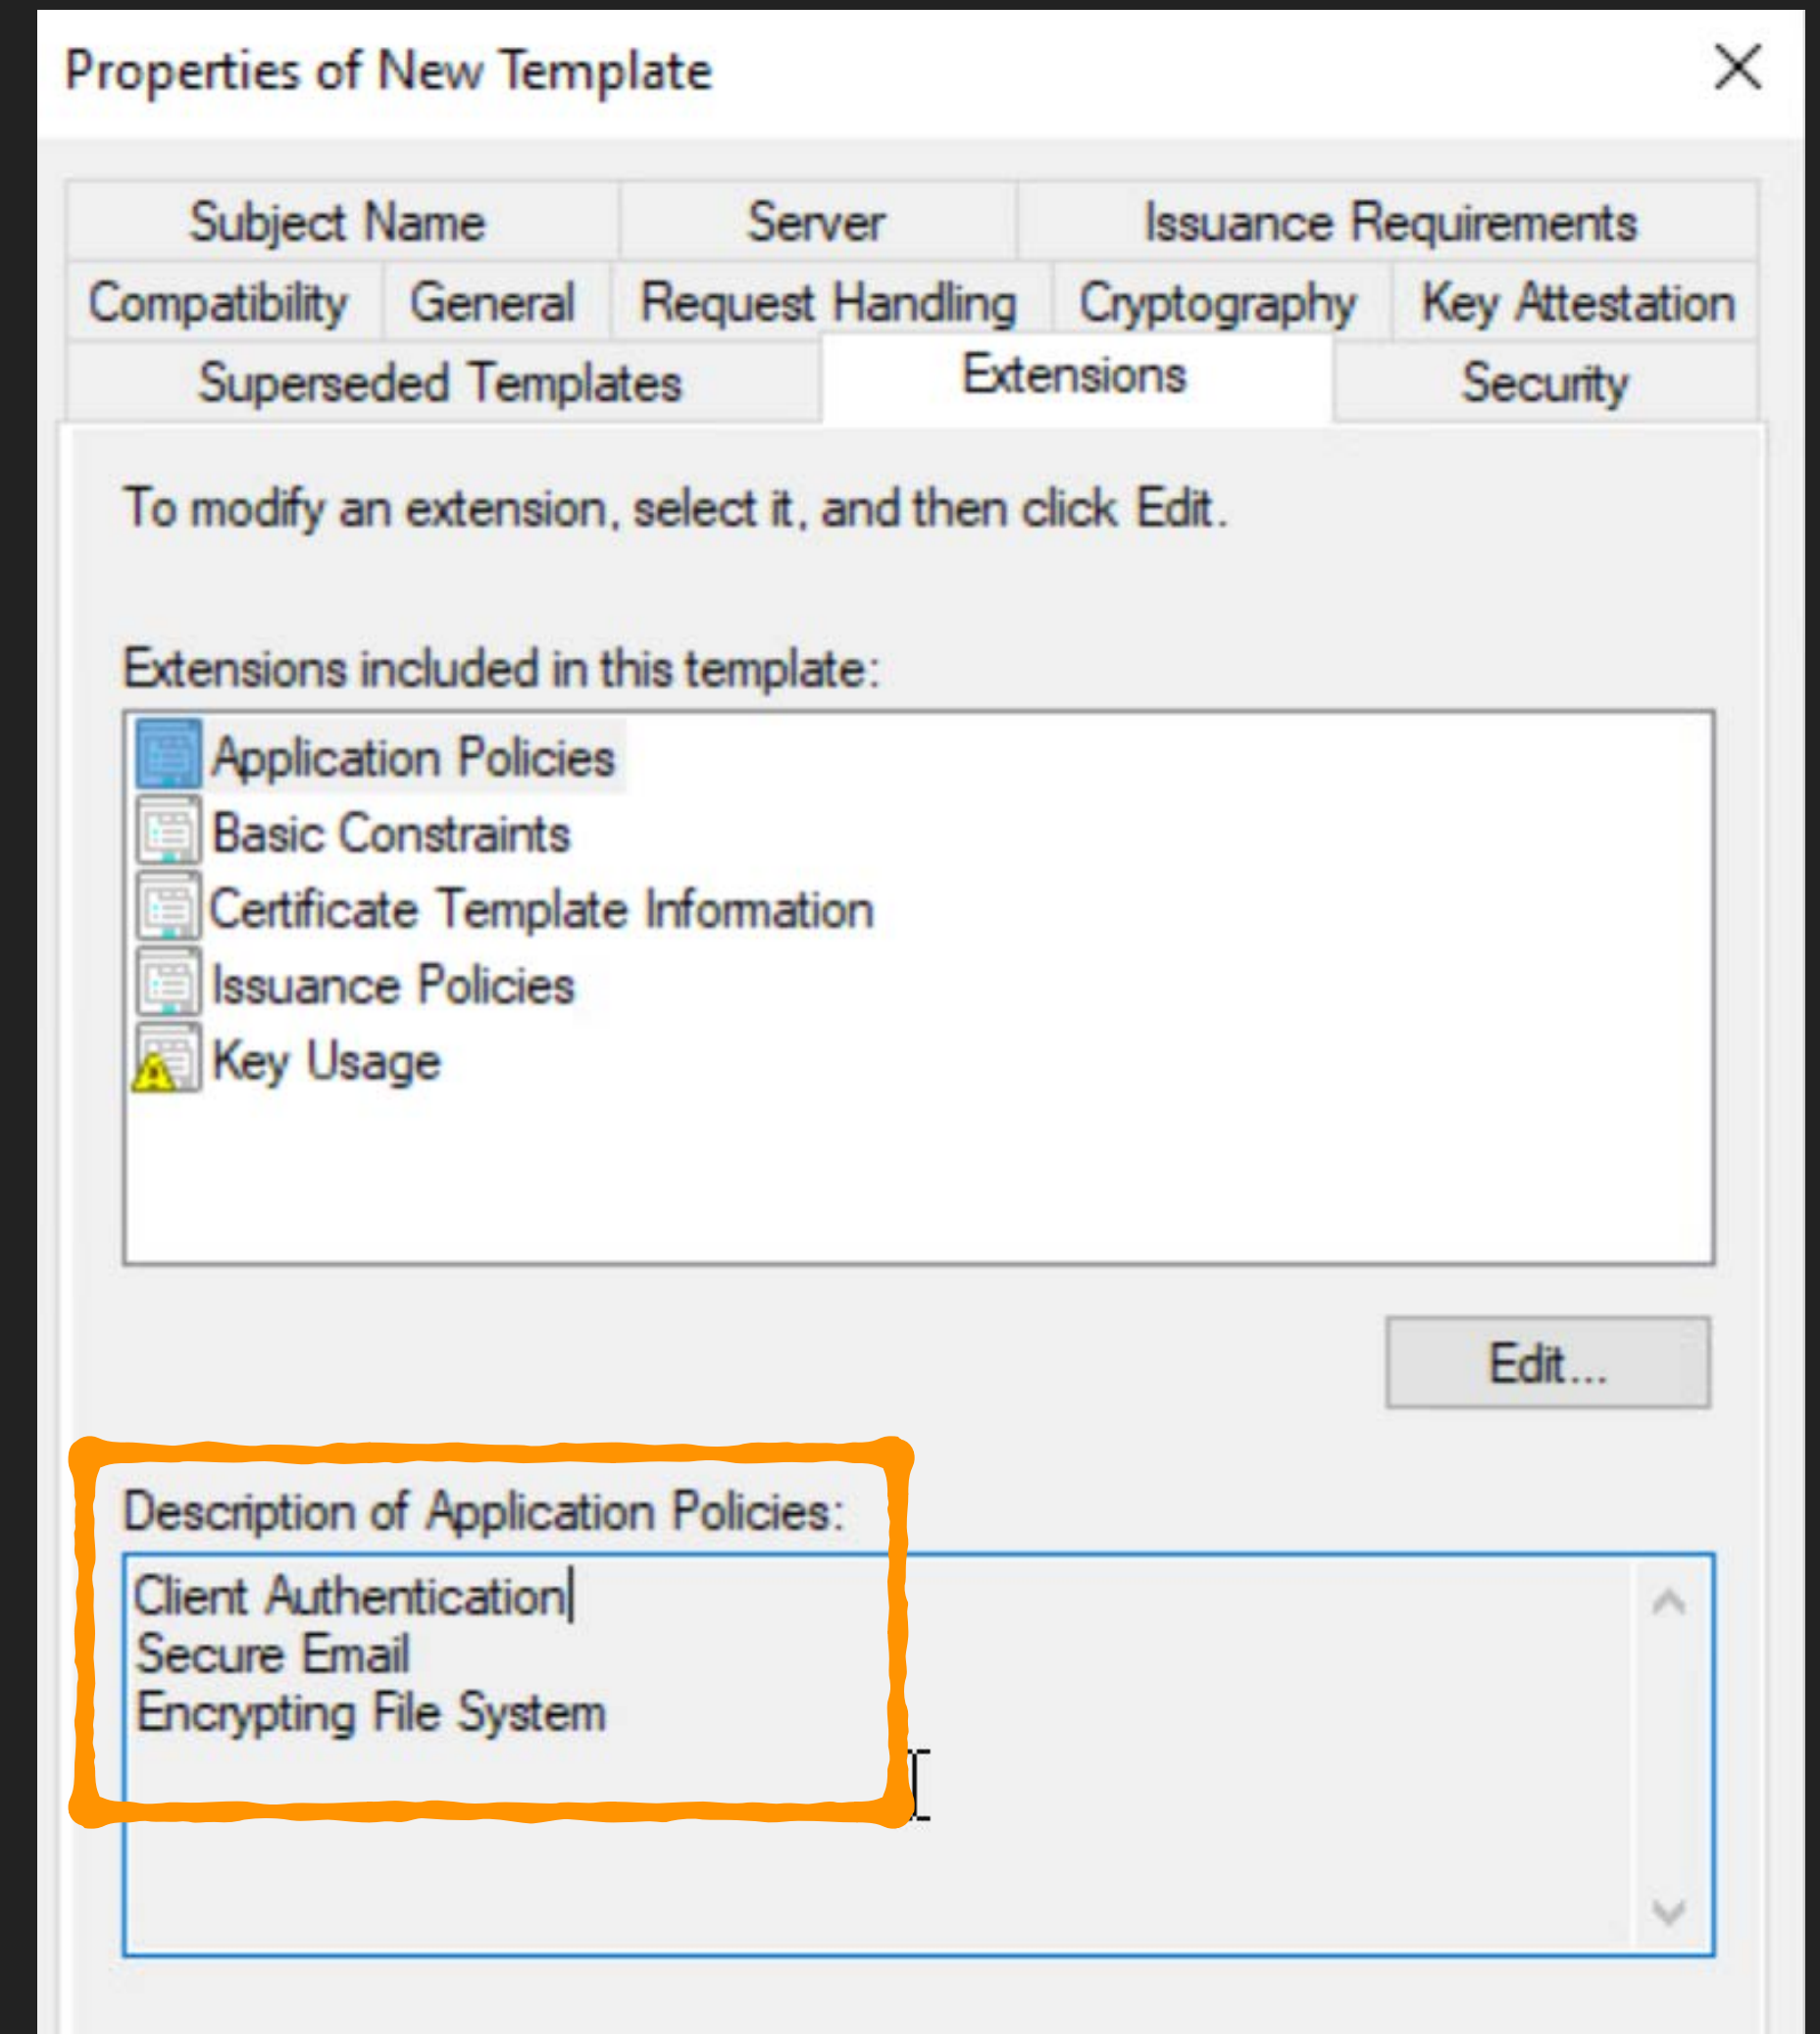 Properties of New Template
Subject Name
Server
Issuance Requirements
Compatibility
General
Request Handling
Cryptography
Key Attestation
Superseded Templates
Extensions
Security
To modify an extension, select it, and then click Edit.
Extensions included in this template:
Application Policies
Basic Constraints
Certificate Template Information
Issuance Policies
Key Usage
Edit...
Description of Application Policies:
Client Authentication
Secure Email
Encrypting File System